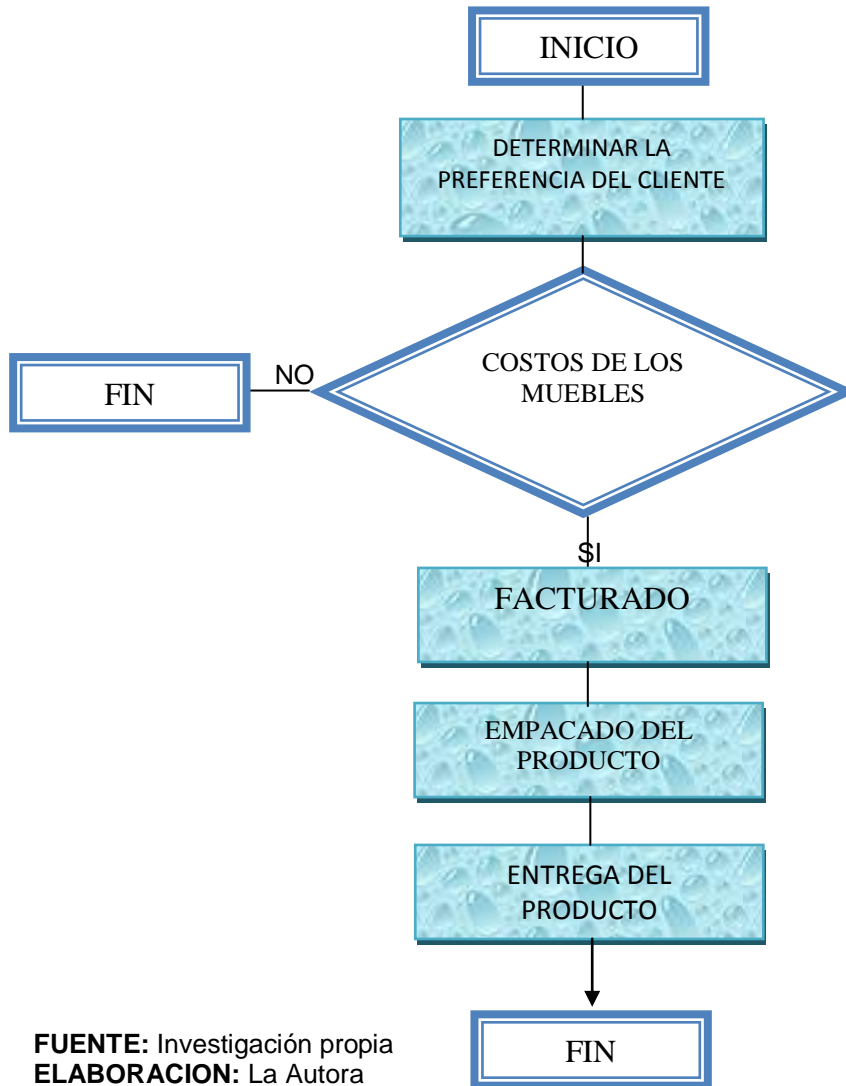 INICIO
DETERMINAR LA
PREFERENCIA DEL CLIENTE
COSTOS DE LOS
MUEBLES
NO
FIN
SI
FACTURADO
EMPACADO DEL
PRODUCTO
ENTREGA DEL
PRODUCTO
FIN
FUENTE: Investigación propia
ELABORACION: La Autora